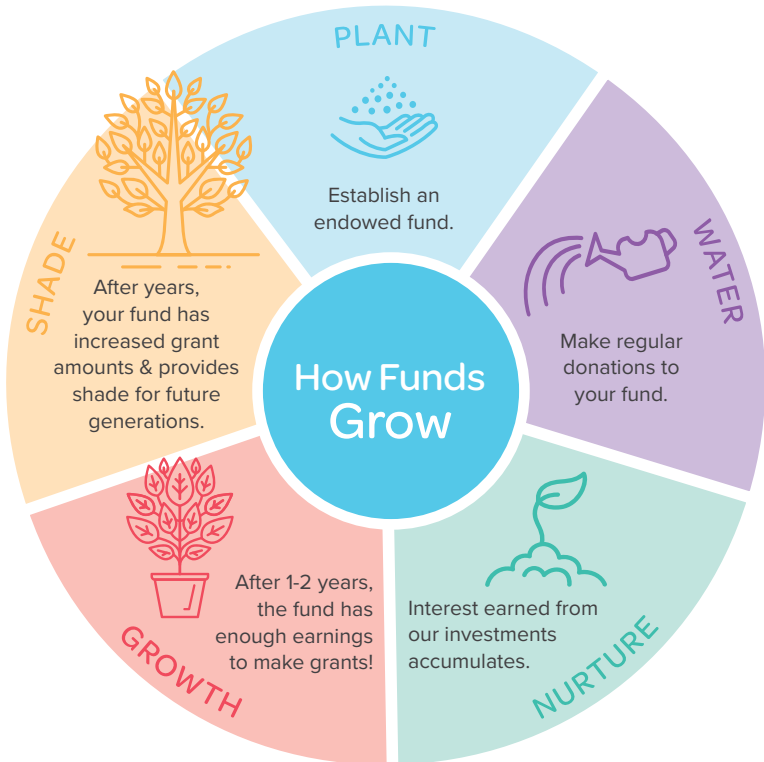 PLANT
Establish an
endowed fund.
WATER
Make regular
donations to
your fund.
NURTURE
Interest earned from
our investments
accumulates.
GROWTH
After 1-2 years,
the fund has
enough earnings
to make grants!
SHADE
After years,
your fund has
increased grant
amounts & provides
shade for future
generations.
How Funds
Grow